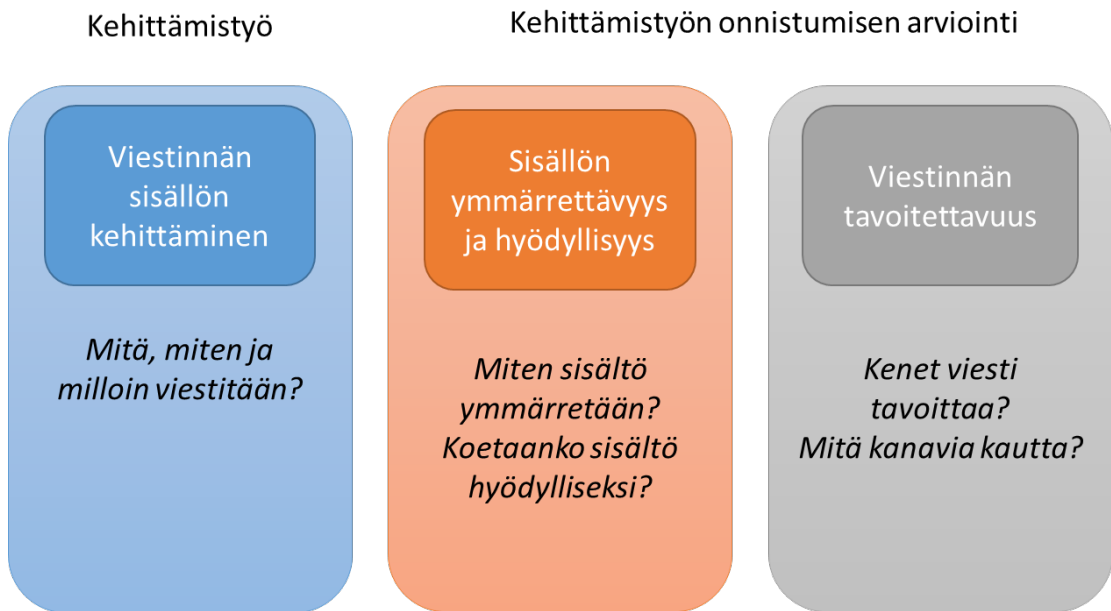 Kehittämistyö
Kehittämistyön onnistumisen arviointi
Viestinnän
sisällön
kehittäminen
Mitä, miten ja
milloin viestitään?
Sisällön
ymmärrettävyys
ja hyödyllisyys
Miten sisältö
ymmärretään?
Koetaanko sisältö
hyödylliseksi?
Viestinnän
tavoitettavuus
Kenet viesti
tavoittaa?
Mitä kanavia kautta?